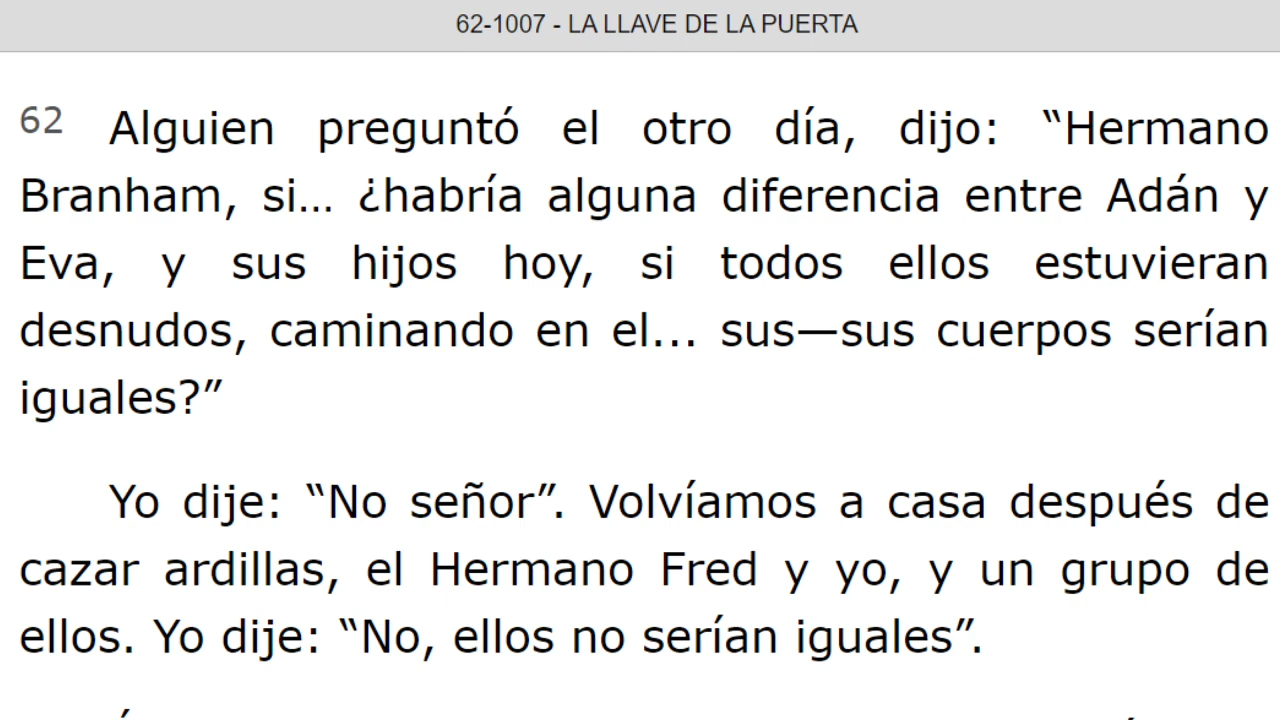 62-1007 - LA LLAVE DE LA PUERTA
62 Alguien preguntó el otro día, dijo: “Hermano
Branham, si… ¿habría alguna diferencia entre Adán y
Eva, y sus hijos hoy, si todos ellos estuvieran
desnudos, caminando en el… sus—sus cuerpos serían
iguales?”
Yo dije: “No señor”. Volvíamos a casa después de
cazar ardillas, el Hermano Fred y yo, y un grupo de
ellos. Yo dije: “No, ellos no serían iguales”.